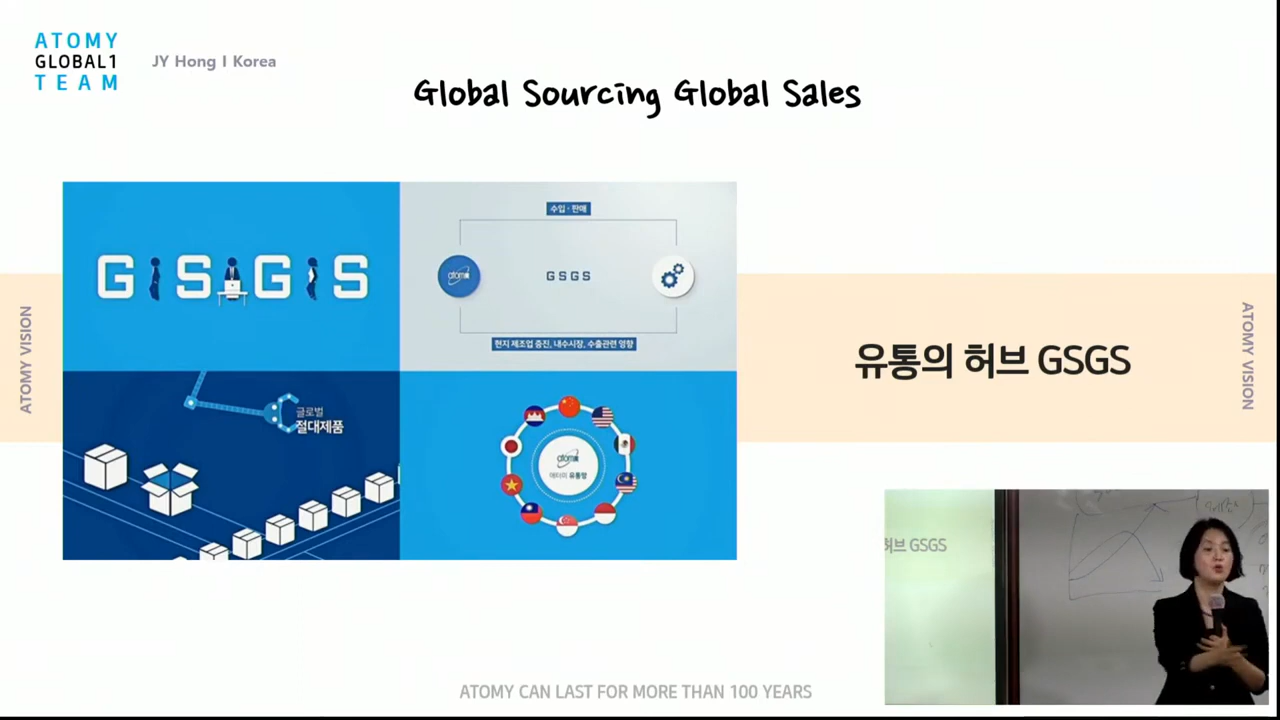 ATOMY
GLOBAL1
TEAM
JY Hong I Korea
Global Sourcing Global Sales
GSGS
수입 · 판매
atomy
GSGS
현지 제조업 증진, 내수시장, 수출관련 영향
글로벌
절대제품
atomy
애터미 유통망
ATOMY VISION
유통의 허브 GSGS
ATOMY VISION
허브 GSGS
ATOMY CAN LAST FOR MORE THAN 100 YEARS